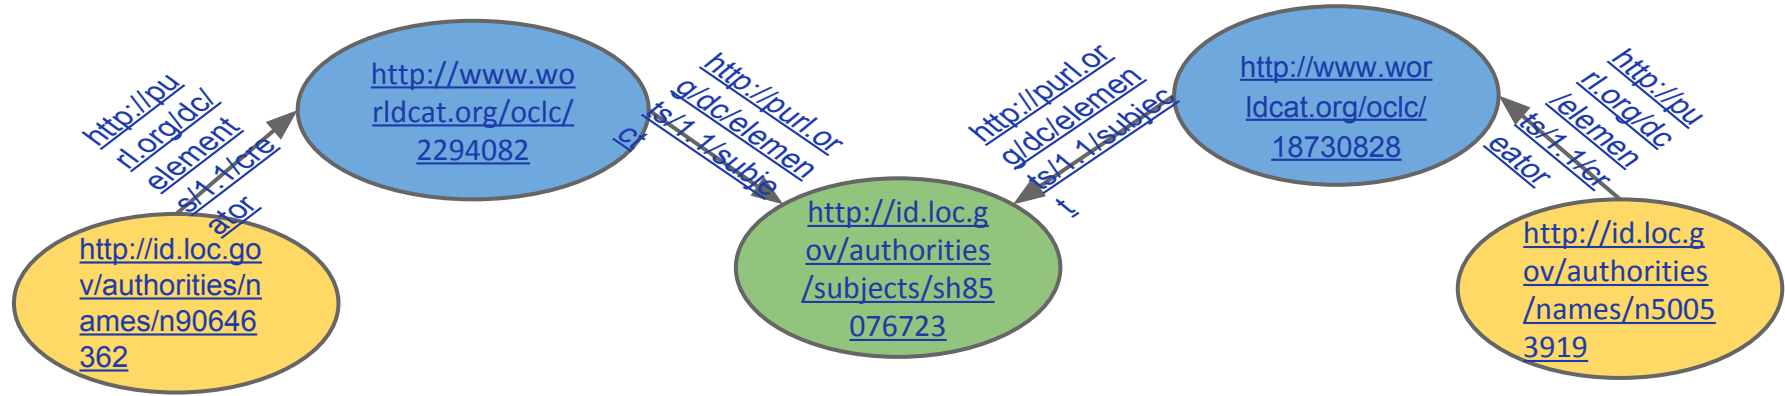 http://pu
rl.org/dc/
element
s/1.1/cre
ator
http://www.wo
rldcat.org/oclc/
2294082
http://purl.or
g/dc/elemen
ts/1.1/subje
ct
http://purl.or
g/dc/elemen
ts/1.1/subjec
t,
http://www.wor
ldcat.org/oclc/
18730828
http://pu
rl.org/dc
/elemen
ts/1.1/cr
eator
http://id.loc.go
v/authorities/n
ames/n90646
362
http://id.loc.g
ov/authorities
/subjects/sh85
076723
http://id.loc.g
ov/authorities
/names/n5005
3919